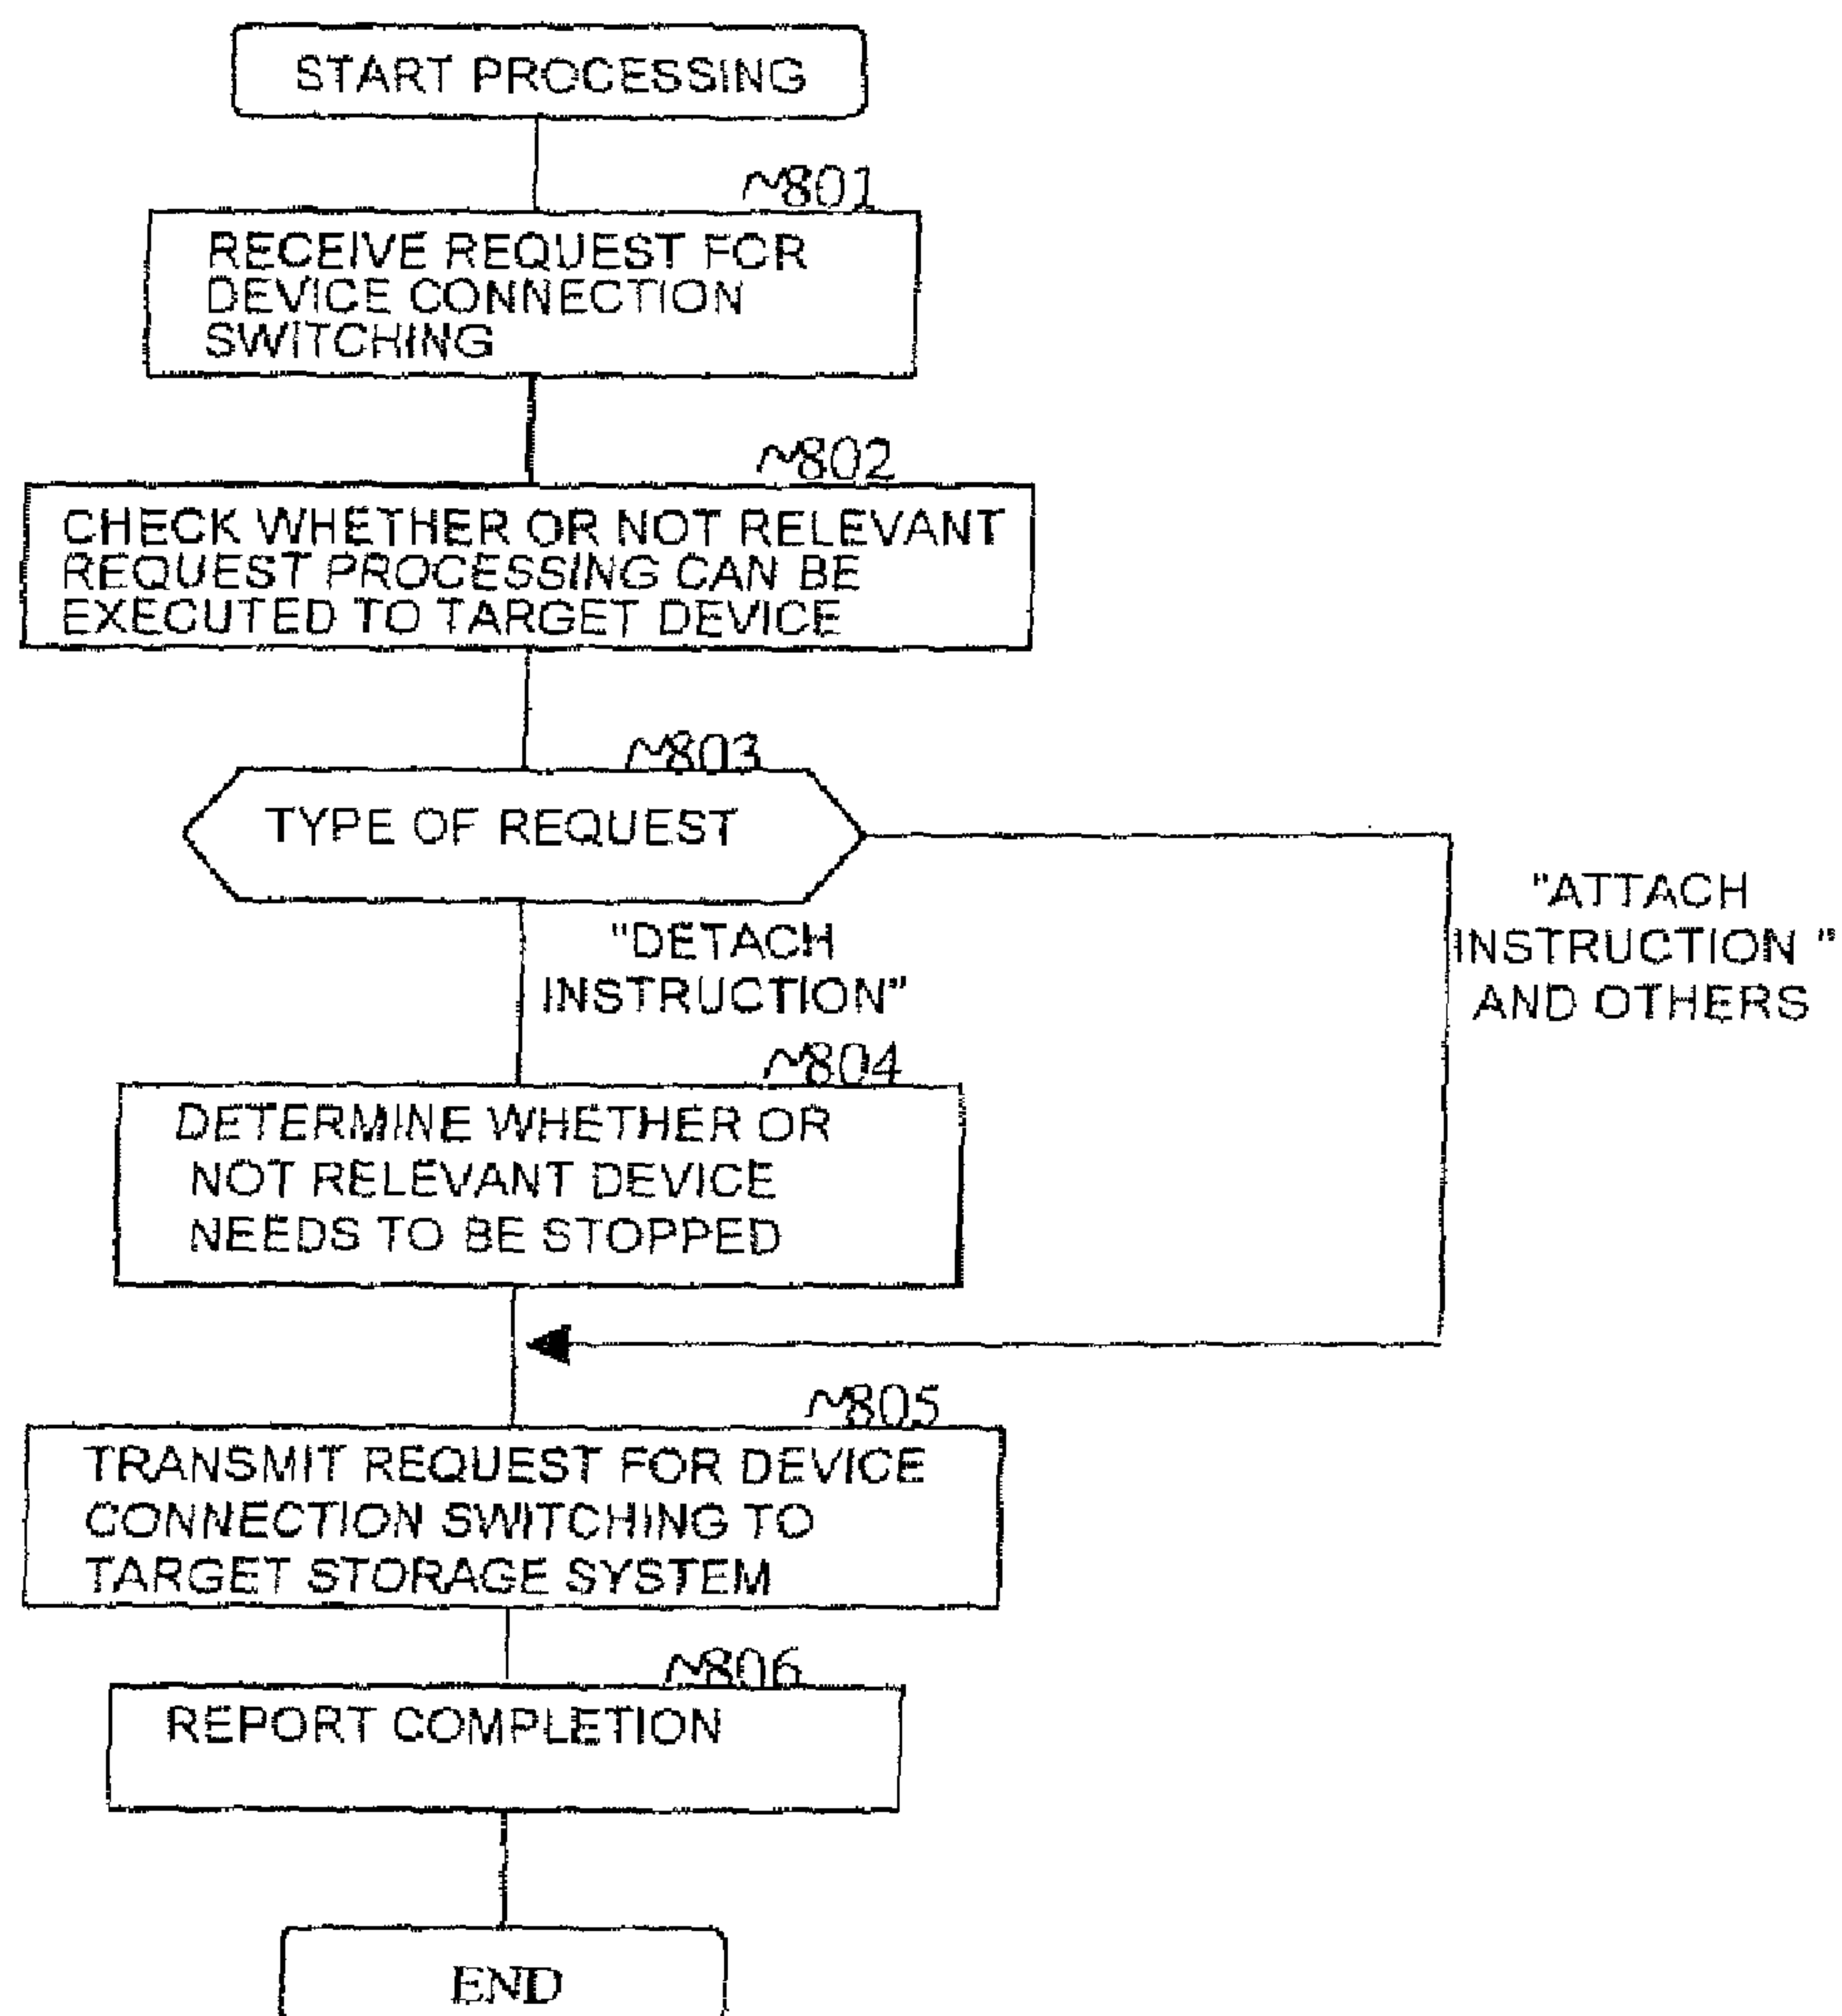 START PROCESSING
~801
RECEIVE REQUEST FOR
DEVICE CONNECTION
SWITCHING
~802
CHECK WHETHER OR NOT RELEVANT
REQUEST PROCESSING CAN BE
EXECUTED TO TARGET DEVICE
~803
TYPE OF REQUEST
"DETACH
INSTRUCTION"
"ATTACH
INSTRUCTION "
AND OTHERS
~804
DETERMINE WHETHER OR
NOT RELEVANT DEVICE
NEEDS TO BE STOPPED
~805
TRANSMIT REQUEST FOR DEVICE
CONNECTION SWITCHING TO
TARGET STORAGE SYSTEM
~806
REPORT COMPLETION
END